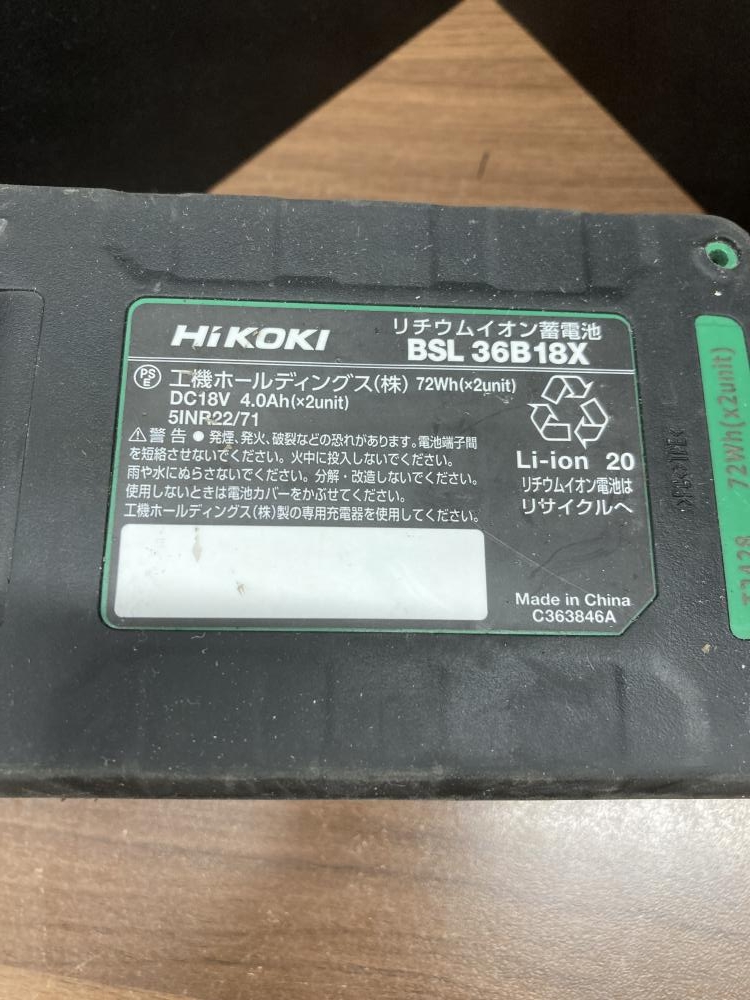 HiKOKI
リチウムイオン蓄電池
BSL 36B18X
PS
E
工機ホールディングス(株) 72Wh(×2unit)
DC18V 4.0Ah(×2unit)
5INR22/71
⚠警告 ●発煙、発火、破裂などの恐れがあります。電池端子間
を短絡させないでください。火中に投入しないでください。
雨や水にぬらさないでください。分解・改造しないでください。
使用しないときは電池カバーをかぶせてください。
工機ホールディングス(株)製の専用充電器を使用してください。
Li-ion 20
リチウムイオン電池は
リサイクルへ
Made in China
C363846A
72Wh(x2unit)